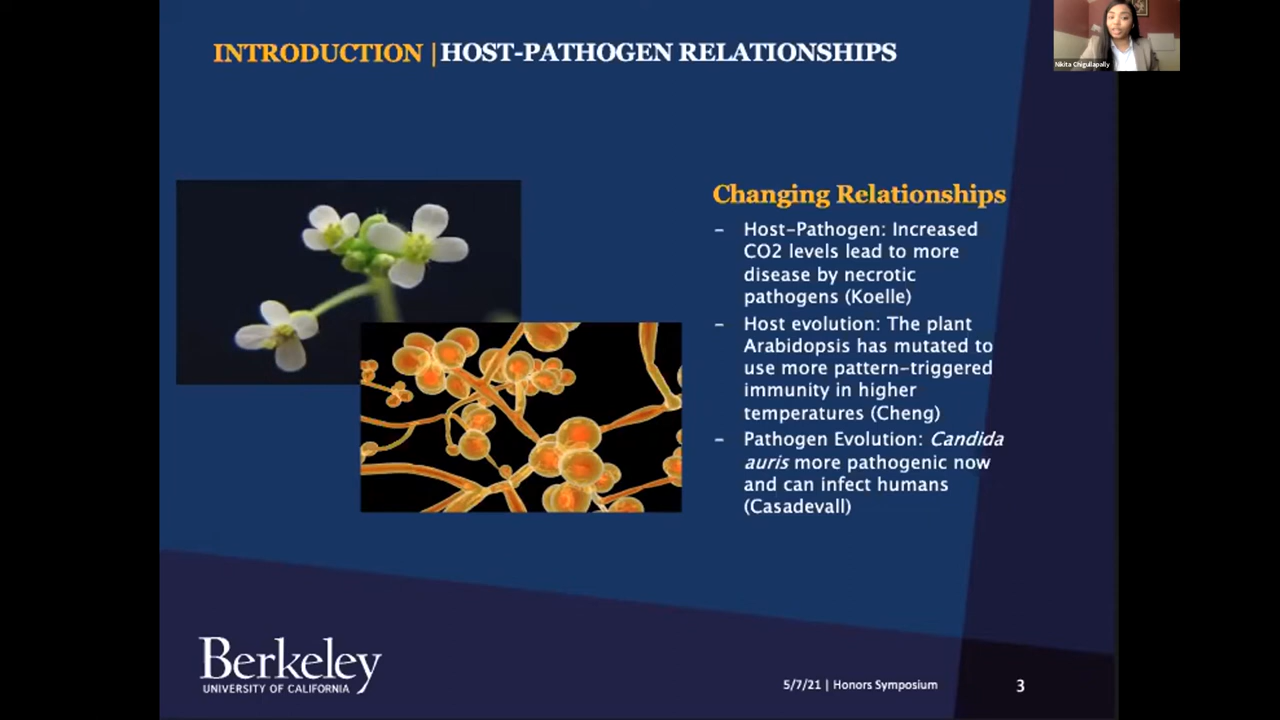 INTRODUCTION | HOST-PATHOGEN RELATIONSHIPS
Nikita Chigullapally
Changing Relationships
– Host-Pathogen: Increased
CO2 levels lead to more
disease by necrotic
pathogens (Koelle)
– Host evolution: The plant
Arabidopsis has mutated to
use more pattern-triggered
immunity in higher
temperatures (Cheng)
– Pathogen Evolution: Candida
auris more pathogenic now
and can infect humans
(Casadevall)
Berkeley
UNIVERSITY OF CALIFORNIA
5/7/21 | Honors Symposium
3